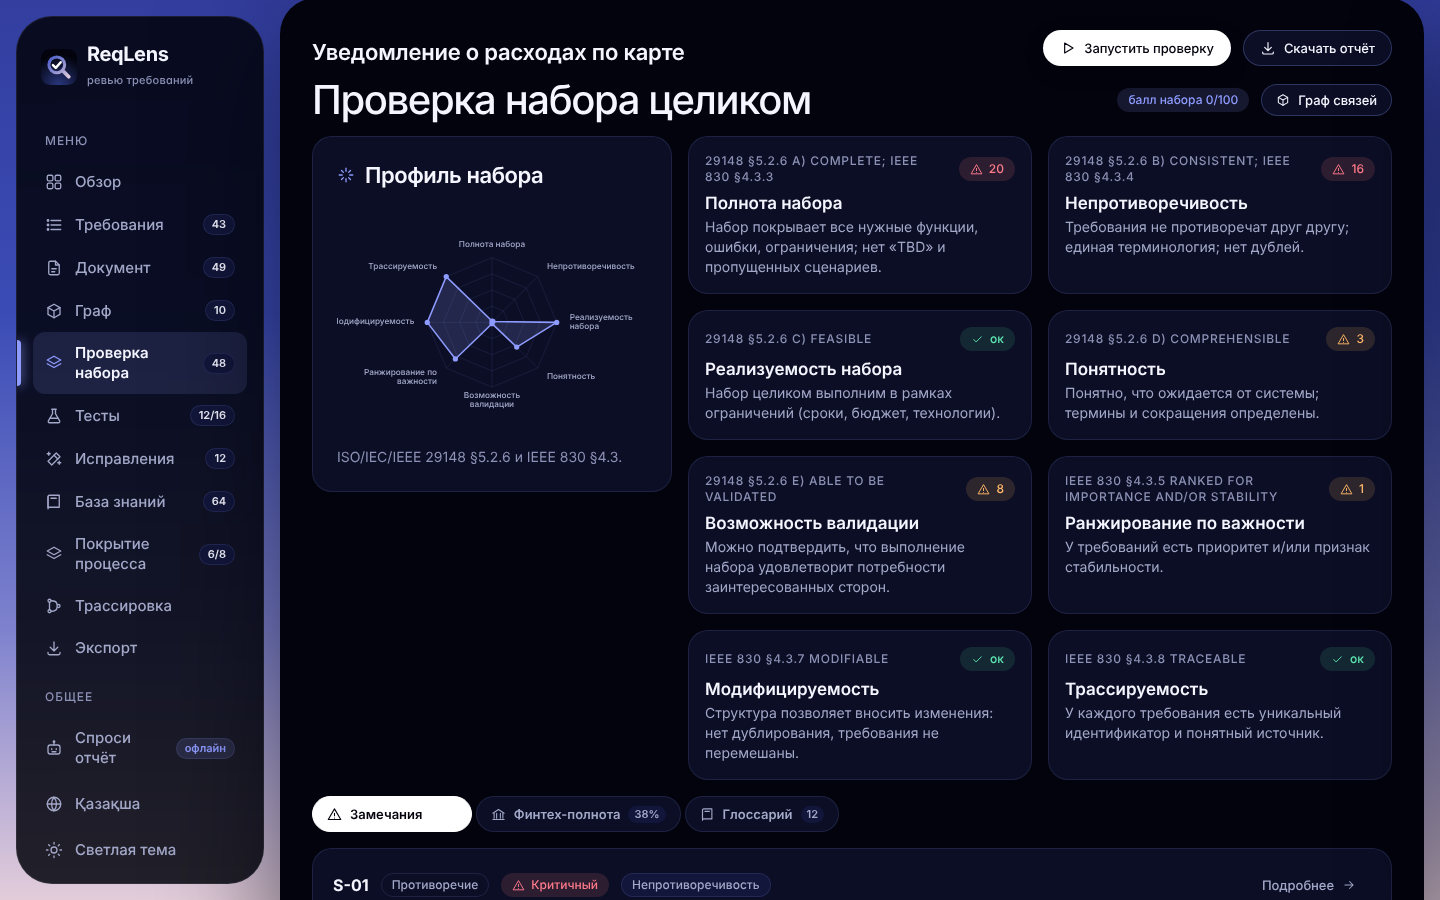 ReqLens
ревью требований
МЕНЮ
Обзор
Требования 43
Документ 49
Граф 10
Проверка
набора 48
Тесты 12/16
Исправления 12
База знаний 64
Покрытие
процесса 6/8
Трассировка
Экспорт
ОБЩЕЕ
Спроси
отчёт офлайн
Қазақша
Светлая тема
Уведомление о расходах по карте
Запустить проверку
Скачать отчёт
Проверка набора целиком
балл набора 0/100
Граф связей
Профиль набора
Полнота набора
Трассируемость
Непротиворечивость
Реализуемость
набора
Ранжирование по
важности
Понятность
Возможность
валидации
ISO/IEC/IEEE 29148 §5.2.6 и IEEE 830 §4.3.
29148 §5.2.6 A) COMPLETE; IEEE
830 §4.3.3
20
Полнота набора
Набор покрывает все нужные функции,
ошибки, ограничения; нет «TBD» и
пропущенных сценариев.
29148 §5.2.6 B) CONSISTENT; IEEE
830 §4.3.4
16
Непротиворечивость
Требования не противоречат друг другу;
единая терминология; нет дублей.
29148 §5.2.6 C) FEASIBLE
ок
Реализуемость набора
Набор целиком выполним в рамках
ограничений (сроки, бюджет, технологии).
29148 §5.2.6 D) COMPREHENSIBLE
3
Понятность
Понятно, что ожидается от системы;
термины и сокращения определены.
29148 §5.2.6 E) ABLE TO BE
VALIDATED
8
Возможность валидации
Можно подтвердить, что выполнение
набора удовлетворит потребности
заинтересованных сторон.
IEEE 830 §4.3.5 RANKED FOR
IMPORTANCE AND/OR STABILITY
1
Ранжирование по важности
У требований есть приоритет и/или признак
стабильности.
IEEE 830 §4.3.7 MODIFIABLE
ок
Модифицируемость
Структура позволяет вносить изменения:
нет дублирования, требования не
перемешаны.
IEEE 830 §4.3.8 TRACEABLE
ок
Трассируемость
У каждого требования есть уникальный
идентификатор и понятный источник.
Замечания
Финтех-полнота 38%
Глоссарий 12
S-01 Противоречие Критичный Непротиворечивость
Подробнее